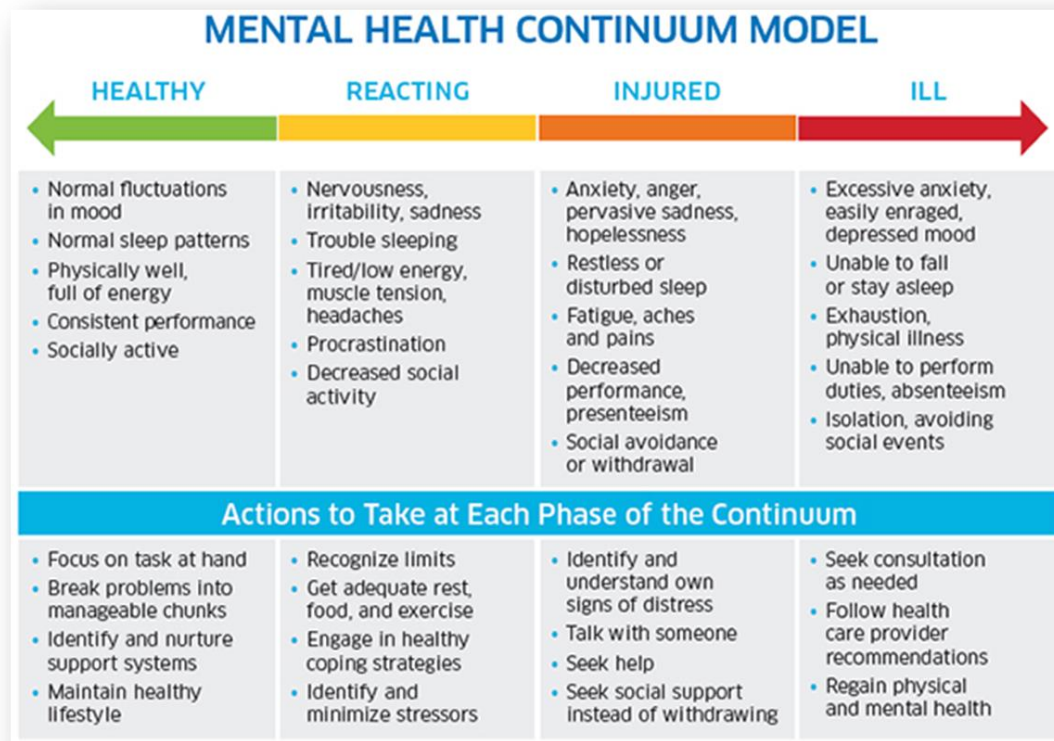 MENTAL HEALTH CONTINUUM MODEL
HEALTHY
REACTING
INJURED
ILL
• Normal fluctuations
in mood
• Normal sleep patterns
• Physically well,
full of energy
• Consistent performance
• Socially active
• Nervousness,
irritability, sadness
• Trouble sleeping
• Tired/low energy,
muscle tension,
headaches
• Procrastination
• Decreased social
activity
• Anxiety, anger,
pervasive sadness,
hopelessness
• Restless or
disturbed sleep
• Fatigue, aches
and pains
• Decreased
performance,
presenteeism
• Social avoidance
or withdrawal
• Excessive anxiety,
easily enraged,
depressed mood
• Unable to fall
or stay asleep
• Exhaustion,
physical illness
• Unable to perform
duties, absenteeism
• Isolation, avoiding
social events
Actions to Take at Each Phase of the Continuum
• Focus on task at hand
• Break problems into
manageable chunks
• Identify and nurture
support systems
• Maintain healthy
lifestyle
• Recognize limits
• Get adequate rest,
food, and exercise
• Engage in healthy
coping strategies
• Identify and
minimize stressors
• Identify and
understand own
signs of distress
• Talk with someone
• Seek help
• Seek social support
instead of withdrawing
• Seek consultation
as needed
• Follow health
care provider
recommendations
• Regain physical
and mental health